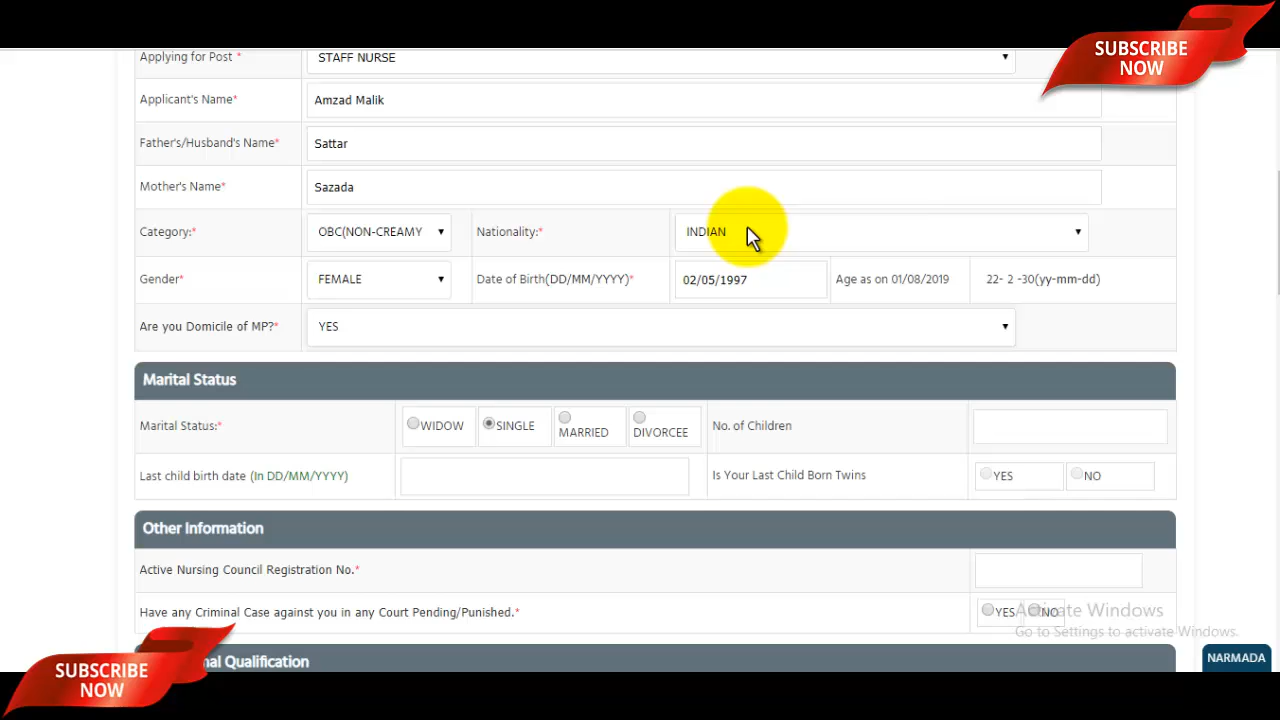 SUBSCRIBE
NOW
Applying for Post * STAFF NURSE
Applicant's Name* Amzad Malik
Father's/Husband's Name* Sattar
Mother's Name* Sazada
Category:* OBC(NON-CREAMY Nationality:* INDIAN
Gender* FEMALE Date of Birth(DD/MM/YYYY)* 02/05/1997 Age as on 01/08/2019 22- 2 -30(yy-mm-dd)
Are you Domicile of MP?* YES
Marital Status
Marital Status:* WIDOW SINGLE MARRIED DIVORCEE No. of Children
Last child birth date (In DD/MM/YYYY) Is Your Last Child Born Twins YES NO
Other Information
Active Nursing Council Registration No.*
Have any Criminal Case against you in any Court Pending/Punished.* YES NO
Activate Windows
Go to Settings to activate Windows.
nal Qualification
NARMADA
SUBSCRIBE
NOW